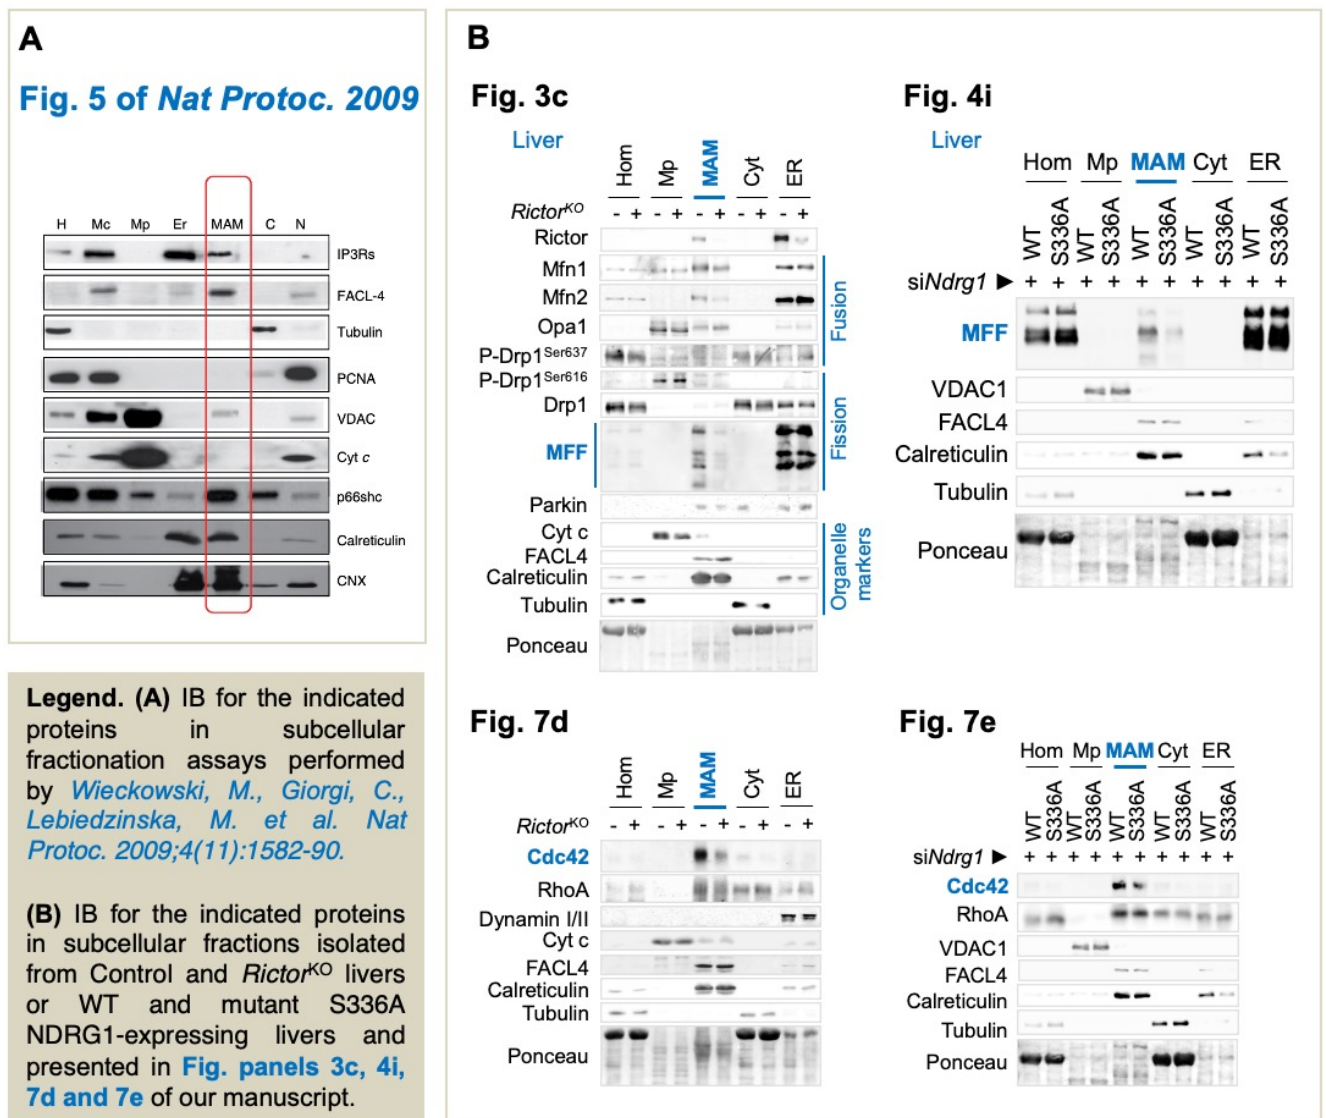 A
Fig. 5 of Nat Protoc. 2009
H Mc Mp Er MAM C N
IP3Rs
FACL-4
Tubulin
PCNA
VDAC
Cyt c
p66shc
Calreticulin
CNX
Legend. (A) IB for the indicated
proteins in subcellular
fractionation assays performed
by Wieckowski, M., Giorgi, C.,
Lebiedzinska, M. et al. Nat
Protoc. 2009;4(11):1582-90.
(B) IB for the indicated proteins
in subcellular fractions isolated
from Control and RictorKO livers
or WT and mutant S336A
NDRG1-expressing livers and
presented in Fig. panels 3c, 4i,
7d and 7e of our manuscript.
B
Fig. 3c
Liver
Hom Mp MAM Cyt ER
RictorKO - + - + - + - + - +
Rictor
Mfn1
Mfn2
Opa1
P-Drp1Ser637
P-Drp1Ser616
Drp1
MFF
Parkin
Cyt c
FACL4
Calreticulin
Tubulin
Ponceau
Fusion
Fission
Organelle
markers
Fig. 4i
Liver
Hom Mp MAM Cyt ER
WT S336A WT S336A WT S336A WT S336A WT S336A
siNdrg1 ► + + + + + + + + + +
MFF
VDAC1
FACL4
Calreticulin
Tubulin
Ponceau
Fig. 7d
Hom Mp MAM Cyt ER
RictorKO - + - + - + - + - +
Cdc42
RhoA
Dynamin I/II
Cyt c
FACL4
Calreticulin
Tubulin
Ponceau
Fig. 7e
Hom Mp MAM Cyt ER
WT S336A WT S336A WT S336A WT S336A WT S336A
siNdrg1 ► + + + + + + + + + +
Cdc42
RhoA
VDAC1
FACL4
Calreticulin
Tubulin
Ponceau